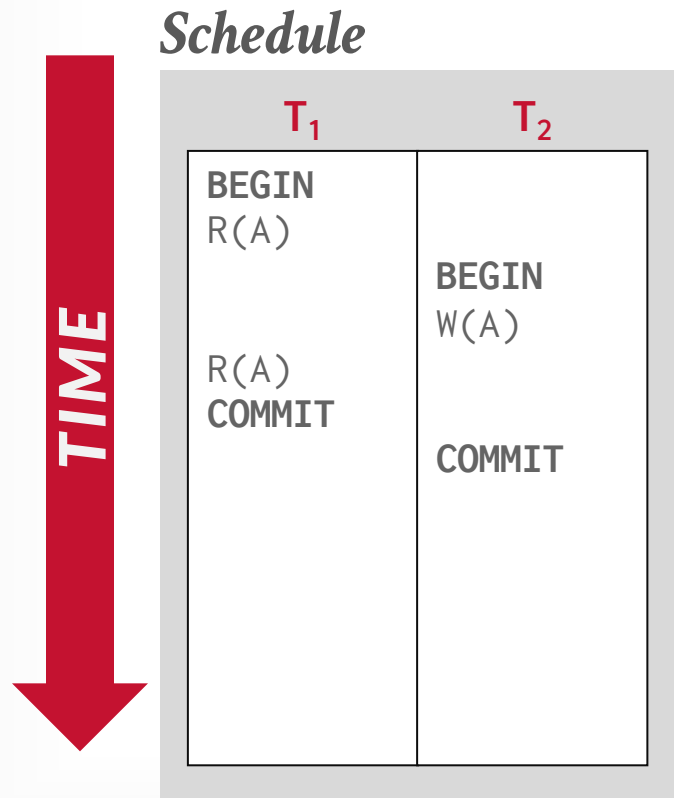 Schedule
TIME
T₁ T₂
BEGIN
R(A)
BEGIN
W(A)
R(A)
COMMIT
COMMIT